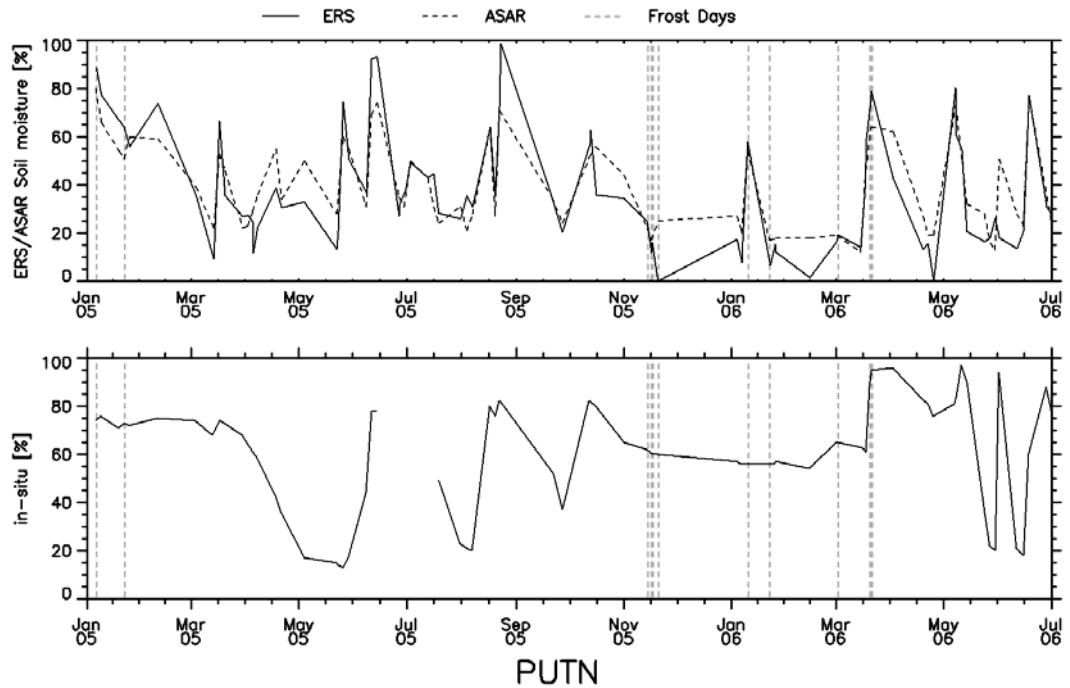 ERS ASAR Frost Days
ERS/ASAR Soil moisture [%]
100
80
60
40
20
0
Jan Mar May Jul Sep Nov Jan Mar May Jul
05 05 05 05 05 05 06 06 06 06
in-situ [%]
100
80
60
40
20
0
Jan Mar May Jul Sep Nov Jan Mar May Jul
05 05 05 05 05 05 06 06 06 06
PUTN